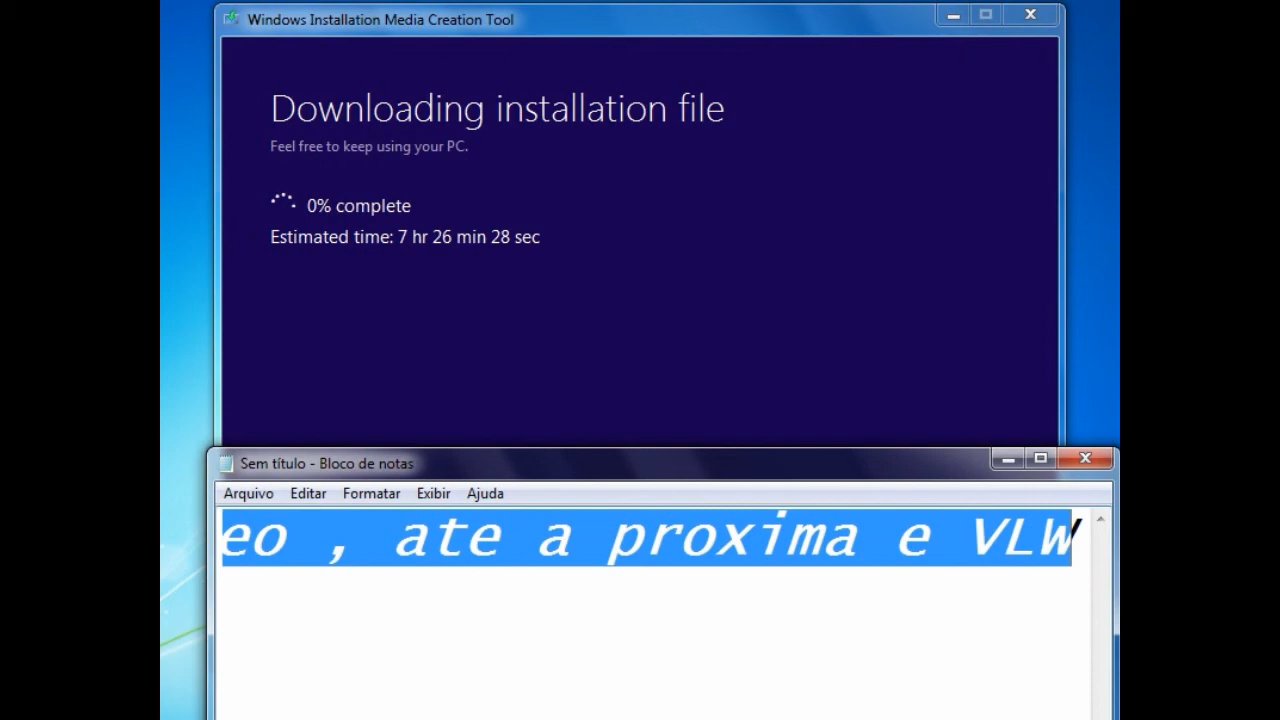 Windows Installation Media Creation Tool
Downloading installation file
Feel free to keep using your PC.
0% complete
Estimated time: 7 hr 26 min 28 sec
Sem título - Bloco de notas
Arquivo Editar Formatar Exibir Ajuda
eo , ate a proxima e VLW